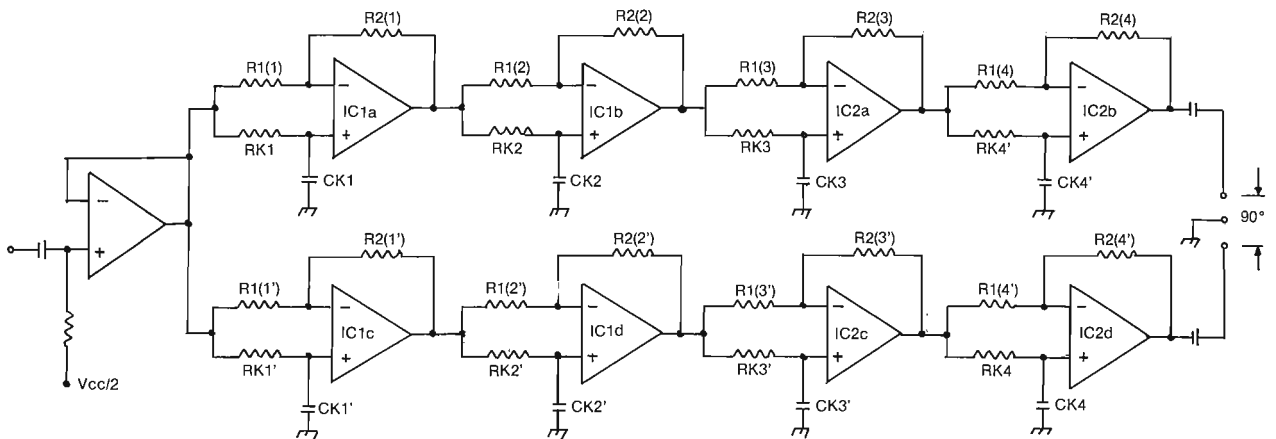 R2(1)
R2(2)
R2(3)
R2(4)
R1(1)
R1(2)
R1(3)
R1(4)
−
IC1a
+
−
IC1b
+
−
IC2a
+
−
IC2b
+
RK1
RK2
RK3
RK4'
CK1
CK2
CK3
CK4'
−
+
90°
R2(1')
R2(2')
R2(3')
R2(4')
R1(1')
R1(2')
R1(3')
R1(4')
−
IC1c
+
−
IC1d
+
−
IC2c
+
−
IC2d
+
RK1'
RK2'
RK3'
RK4
Vcc/2
CK1'
CK2'
CK3'
CK4